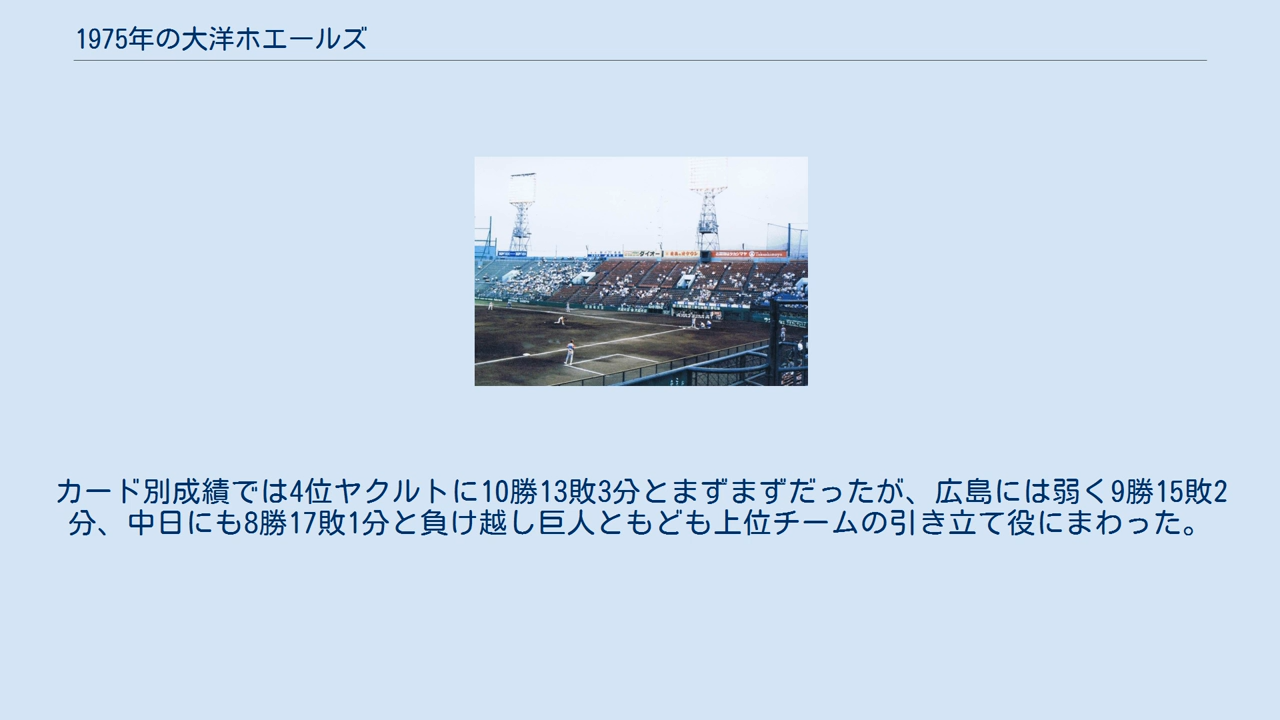 1975年の大洋ホエールズ
ダイオー
カード別成績では4位ヤクルトに10勝13敗3分とまずまずだったが、広島には弱く9勝15敗2
分、中日にも8勝17敗1分と負け越し巨人ともども上位チームの引き立て役にまわった。